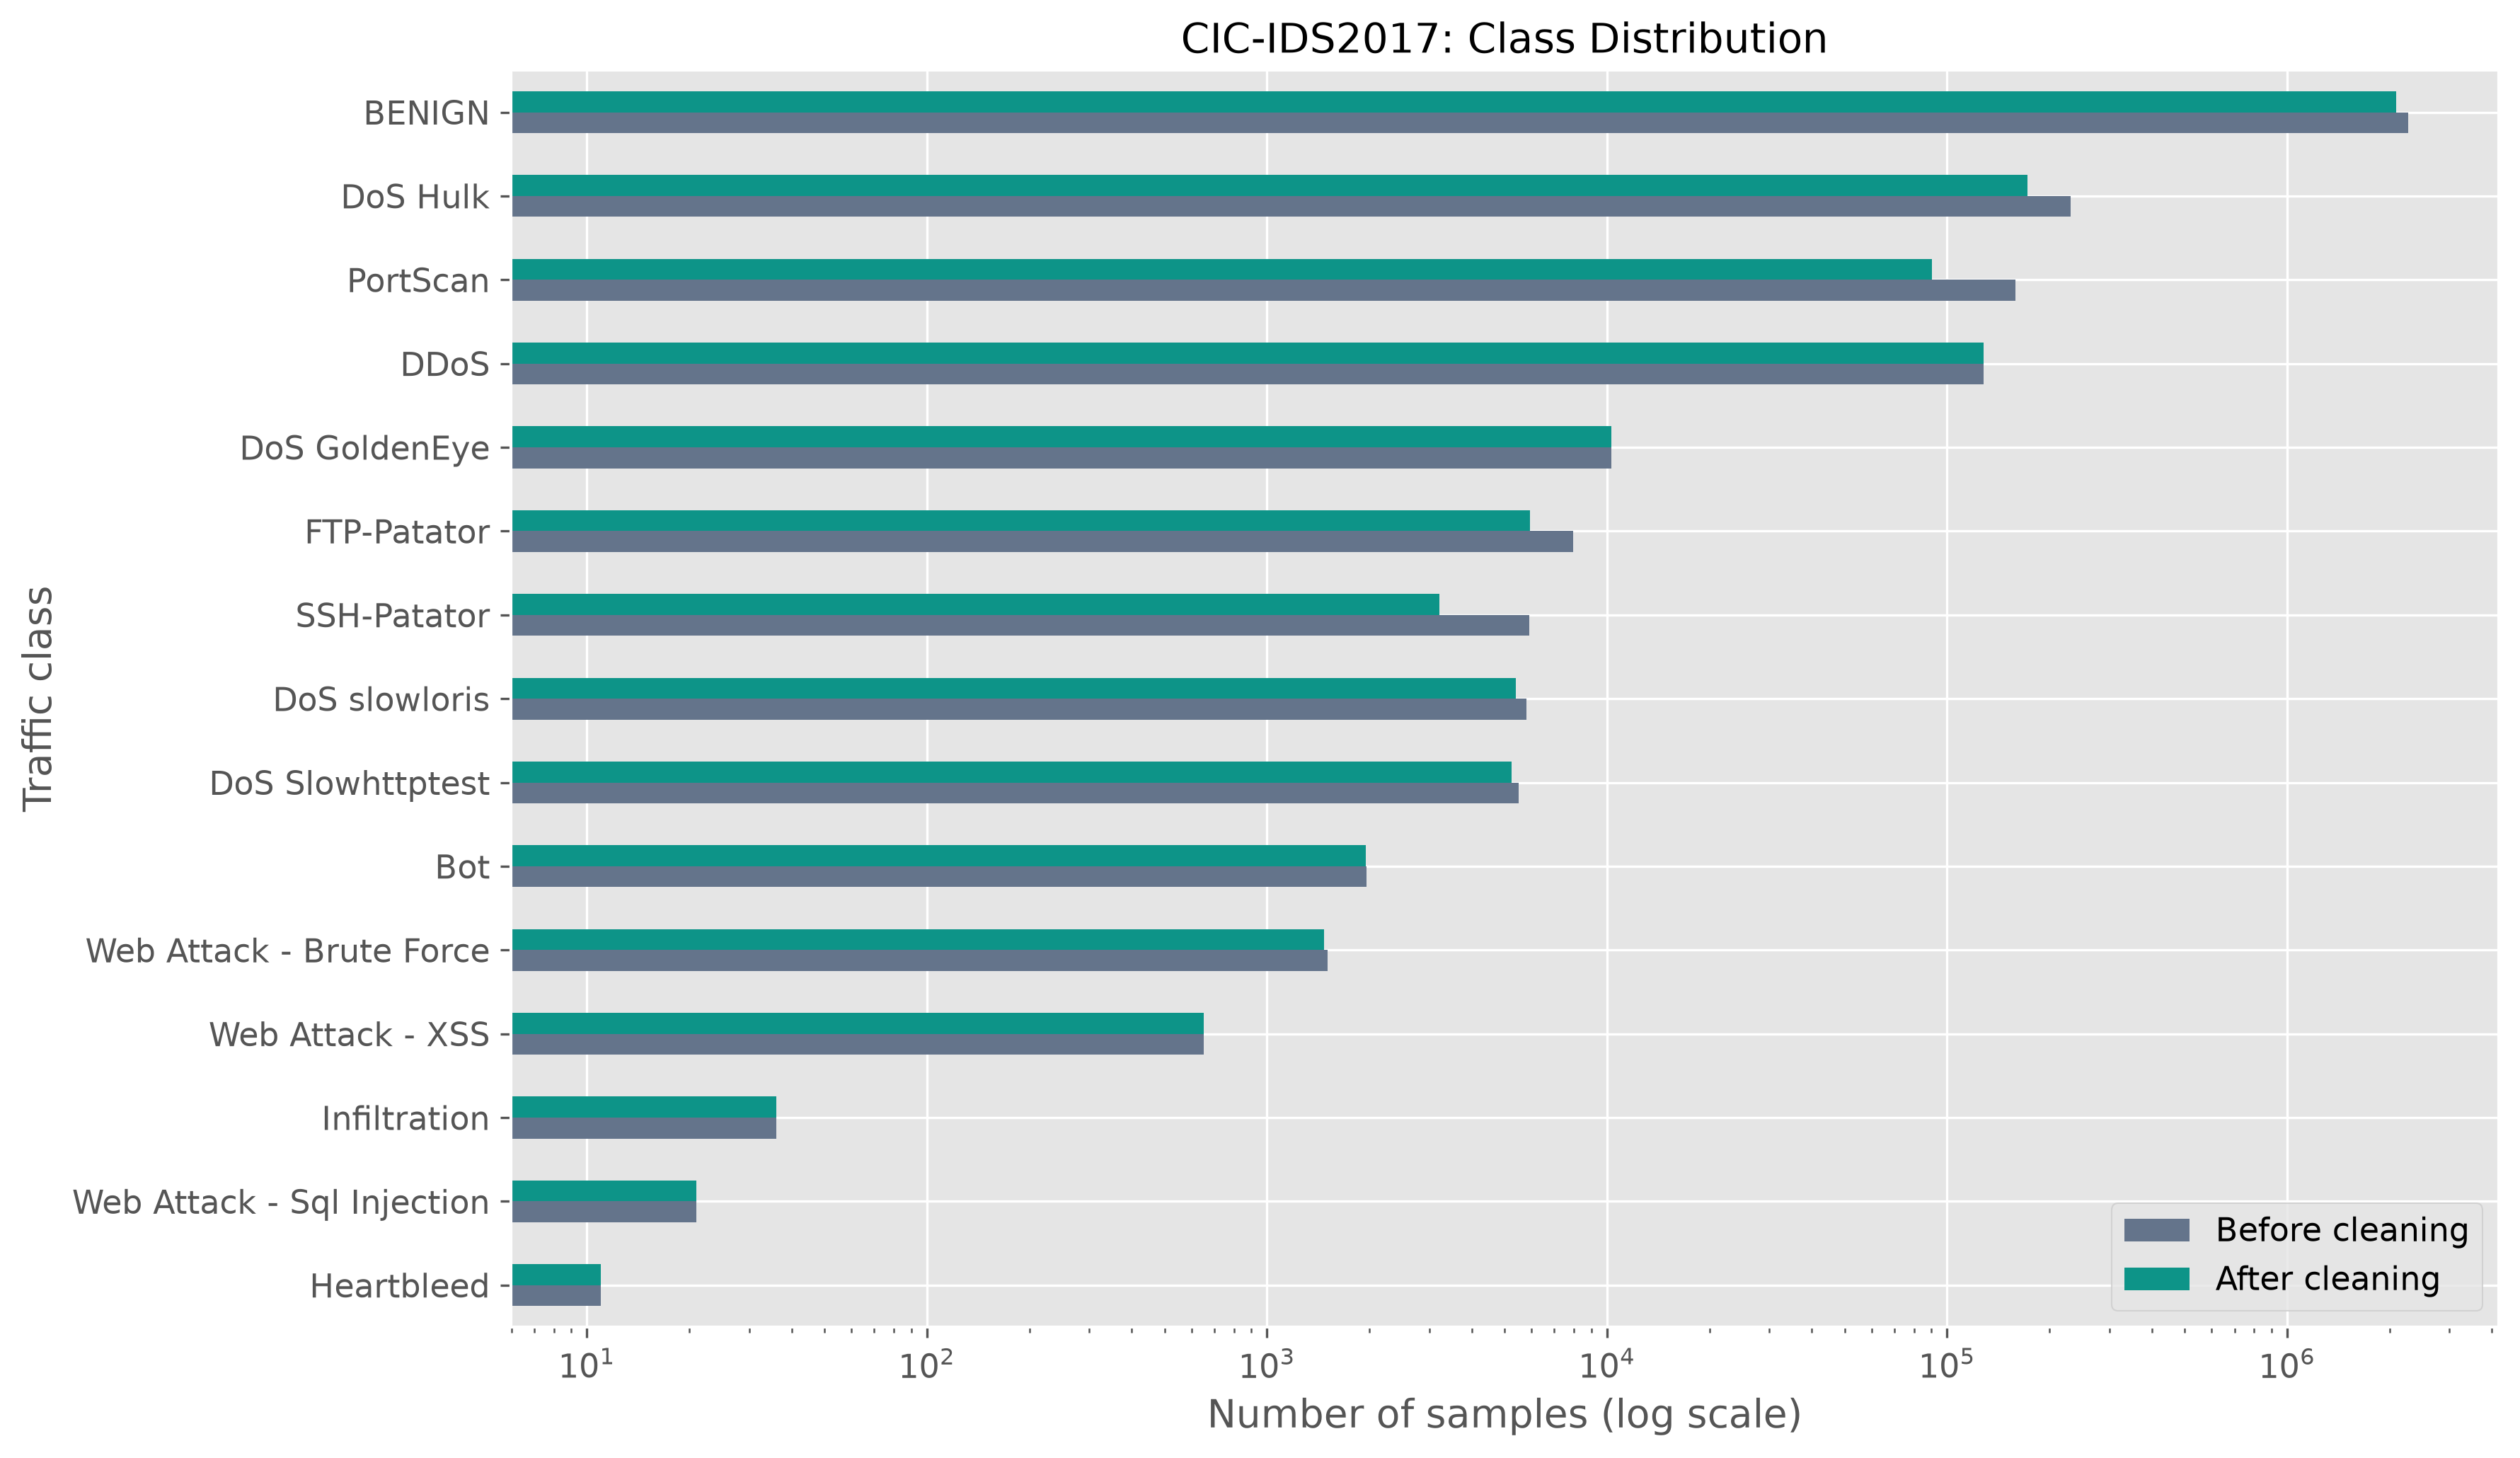 CIC-IDS2017: Class Distribution
Traffic class
BENIGN
DoS Hulk
PortScan
DDoS
DoS GoldenEye
FTP-Patator
SSH-Patator
DoS slowloris
DoS Slowhttptest
Bot
Web Attack - Brute Force
Web Attack - XSS
Infiltration
Web Attack - Sql Injection
Heartbleed
Before cleaning
After cleaning
10¹ 10² 10³ 10⁴ 10⁵ 10⁶
Number of samples (log scale)